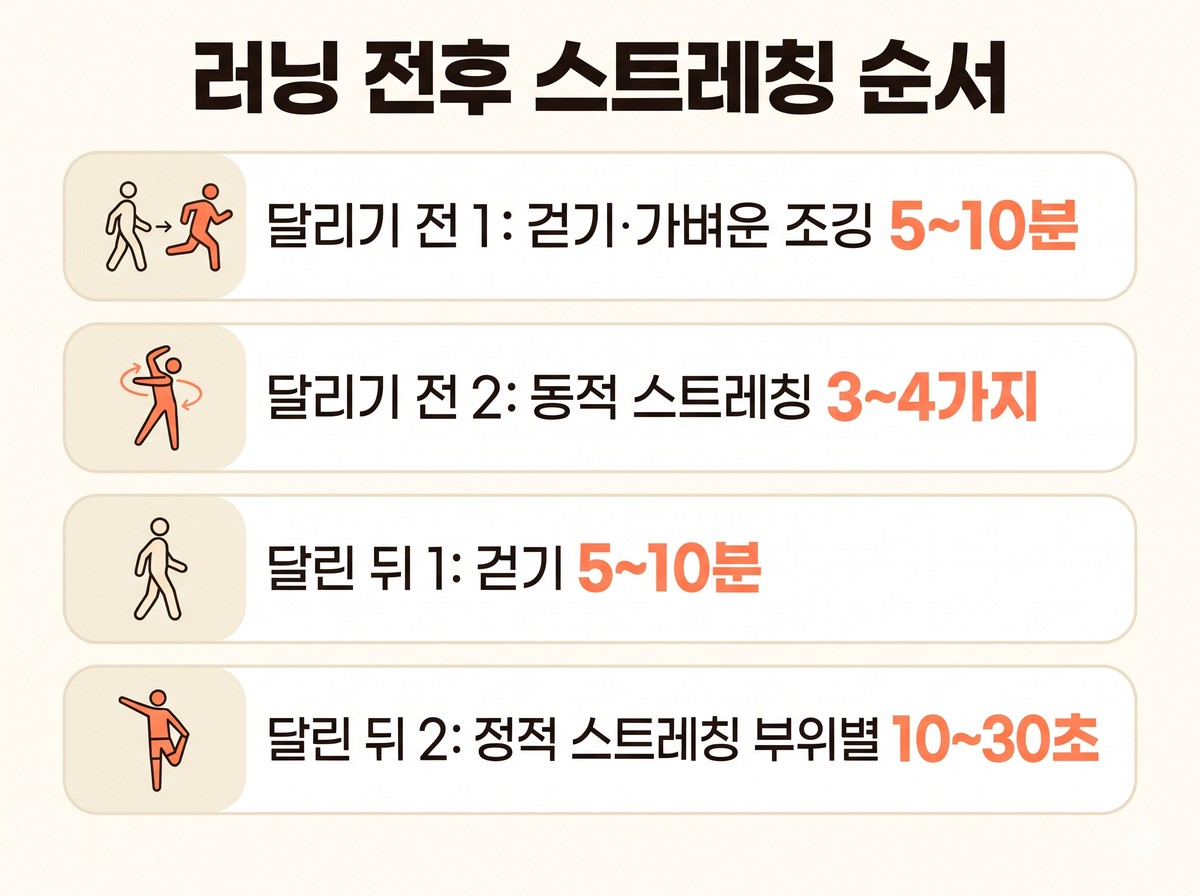 러닝 전후 스트레칭 순서
달리기 전 1: 걷기·가벼운 조깅 5~10분
달리기 전 2: 동적 스트레칭 3~4가지
달린 뒤 1: 걷기 5~10분
달린 뒤 2: 정적 스트레칭 부위별 10~30초